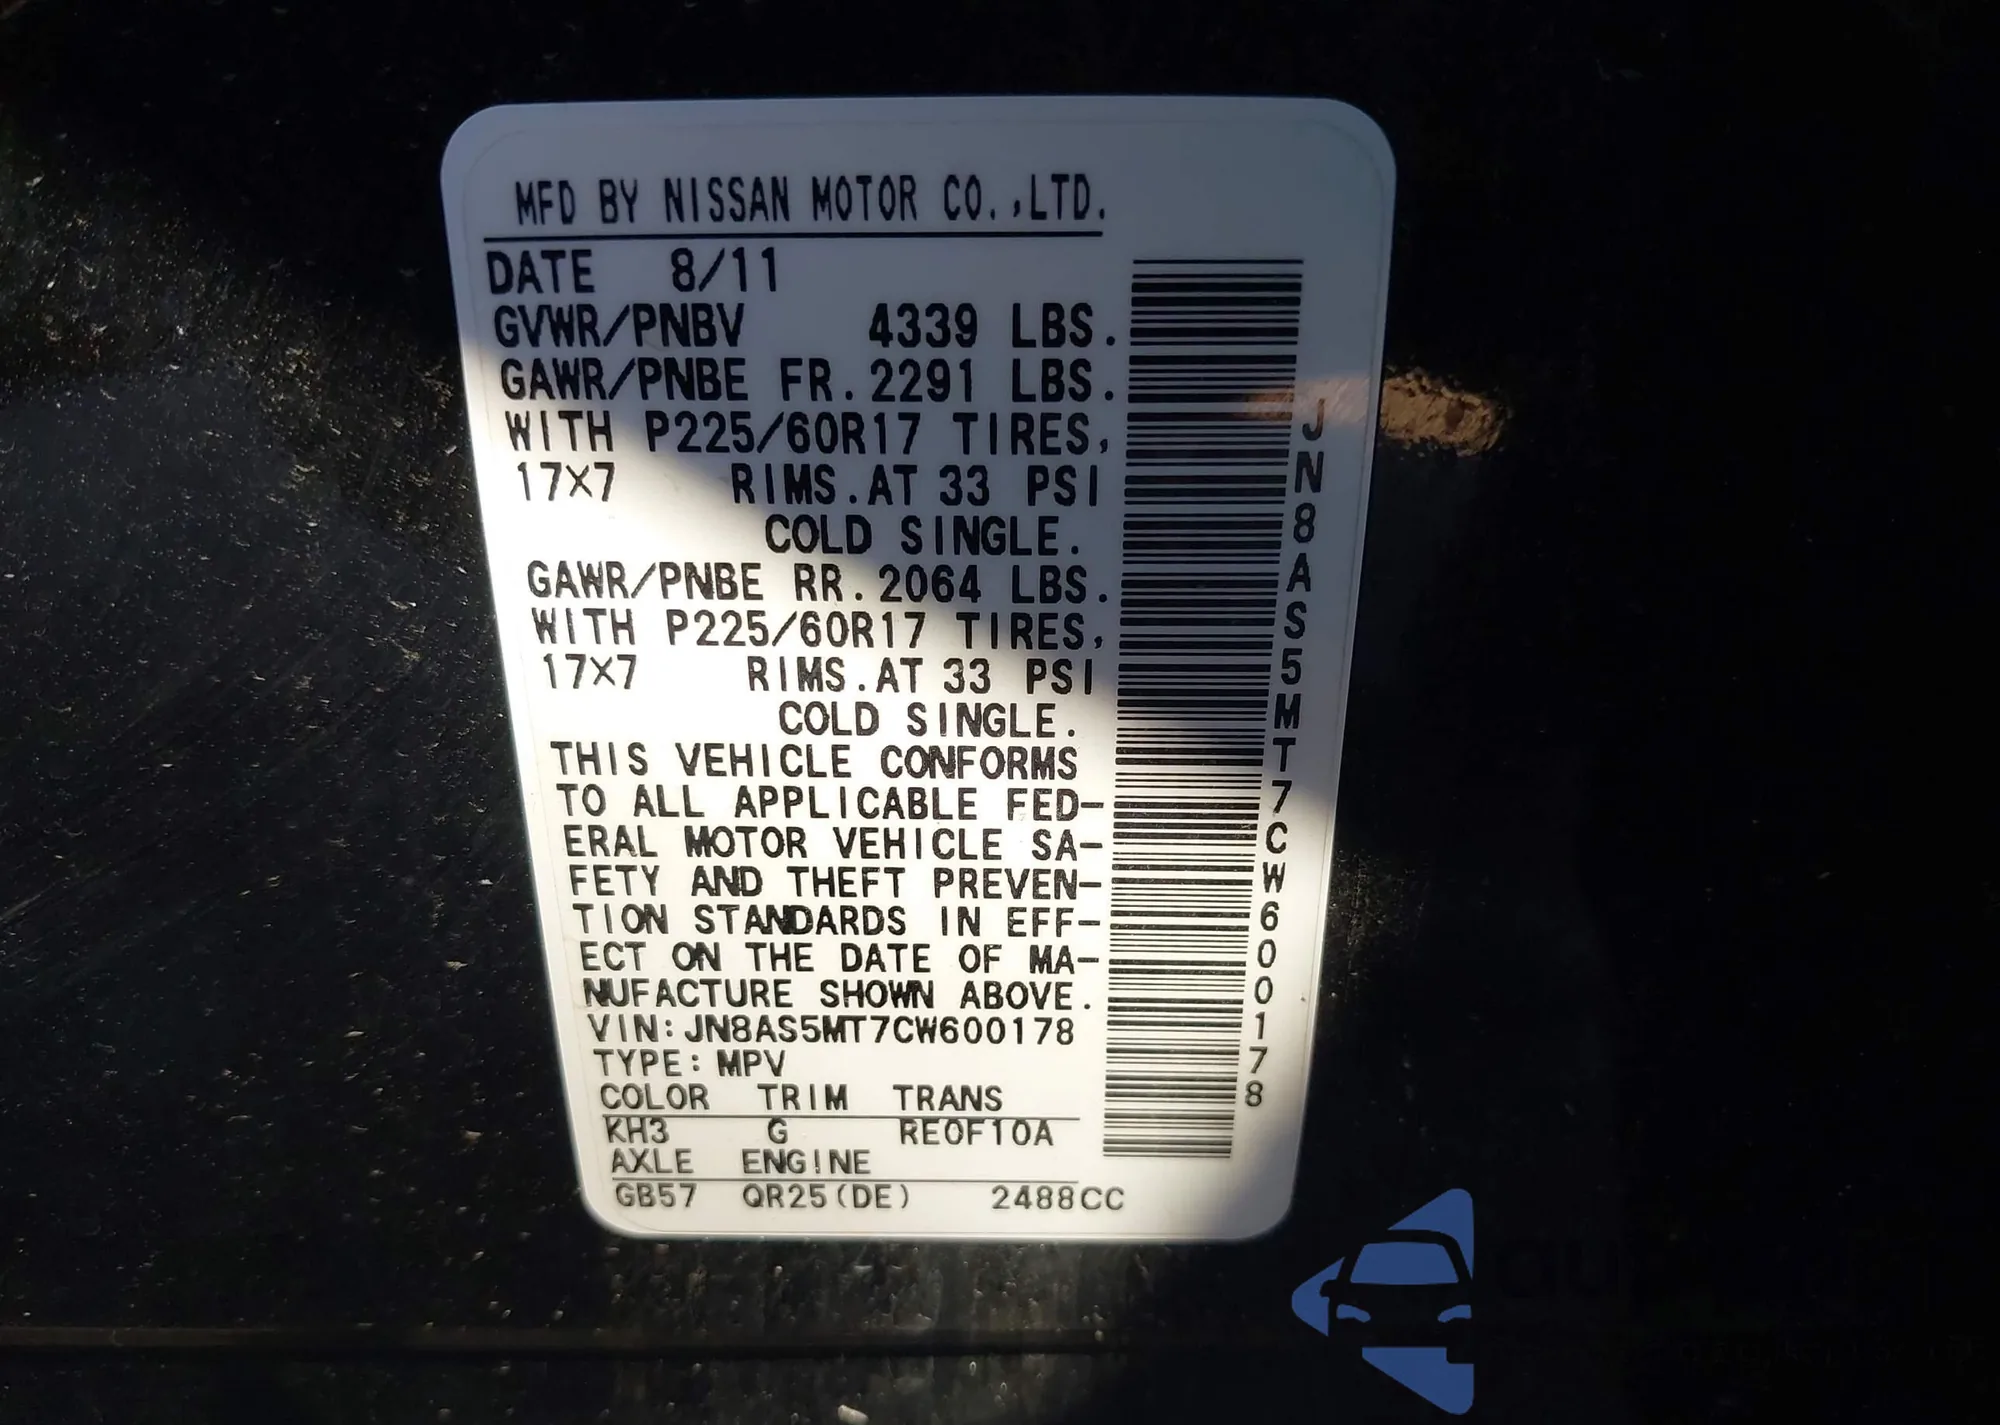 MFD BY NISSAN MOTOR CO.,LTD.
DATE 8/11
GVWR/PNBV 4339 LBS.
GAWR/PNBE FR.2291 LBS.
WITH P225/60R17 TIRES,
17X7 RIMS.AT 33 PSI
COLD SINGLE.
GAWR/PNBE RR.2064 LBS.
WITH P225/60R17 TIRES,
17X7 RIMS.AT 33 PSI
COLD SINGLE.
THIS VEHICLE CONFORMS
TO ALL APPLICABLE FED-
ERAL MOTOR VEHICLE SA-
FETY AND THEFT PREVEN-
TION STANDARDS IN EFF-
ECT ON THE DATE OF MA-
NUFACTURE SHOWN ABOVE.
VIN:JN8AS5MT7CW600178
TYPE:MPV
COLOR TRIM TRANS
KH3 G RE0F10A
AXLE ENGINE
GB57 QR25(DE) 2488CC
JN8AS5MT7CW600178